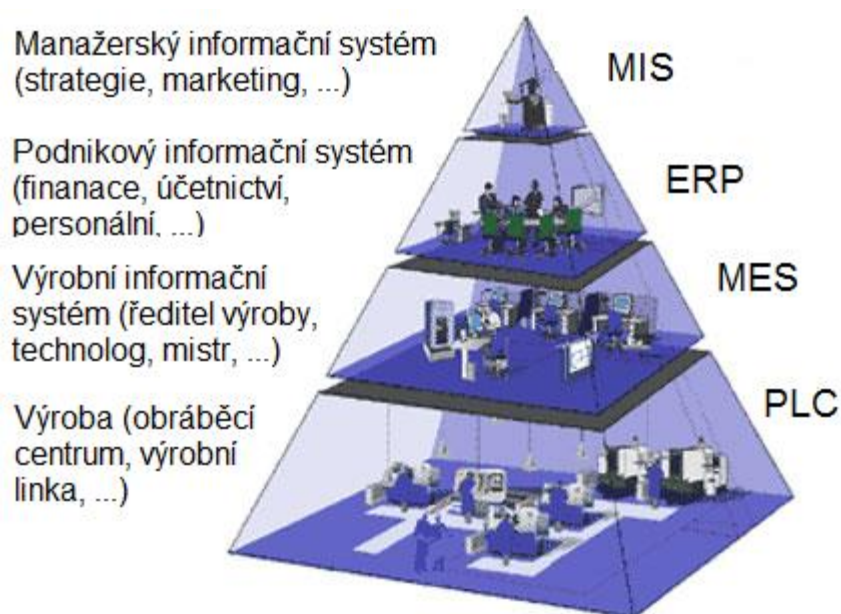 Manažerský informační systém
(strategie, marketing, ...)
MIS
Podnikový informační systém
(finanace, účetnictví,
personální, ...)
ERP
Výrobní informační
systém (ředitel výroby,
technolog, mistr, ...)
MES
Výroba (obráběcí
centrum, výrobní
linka, ...)
PLC